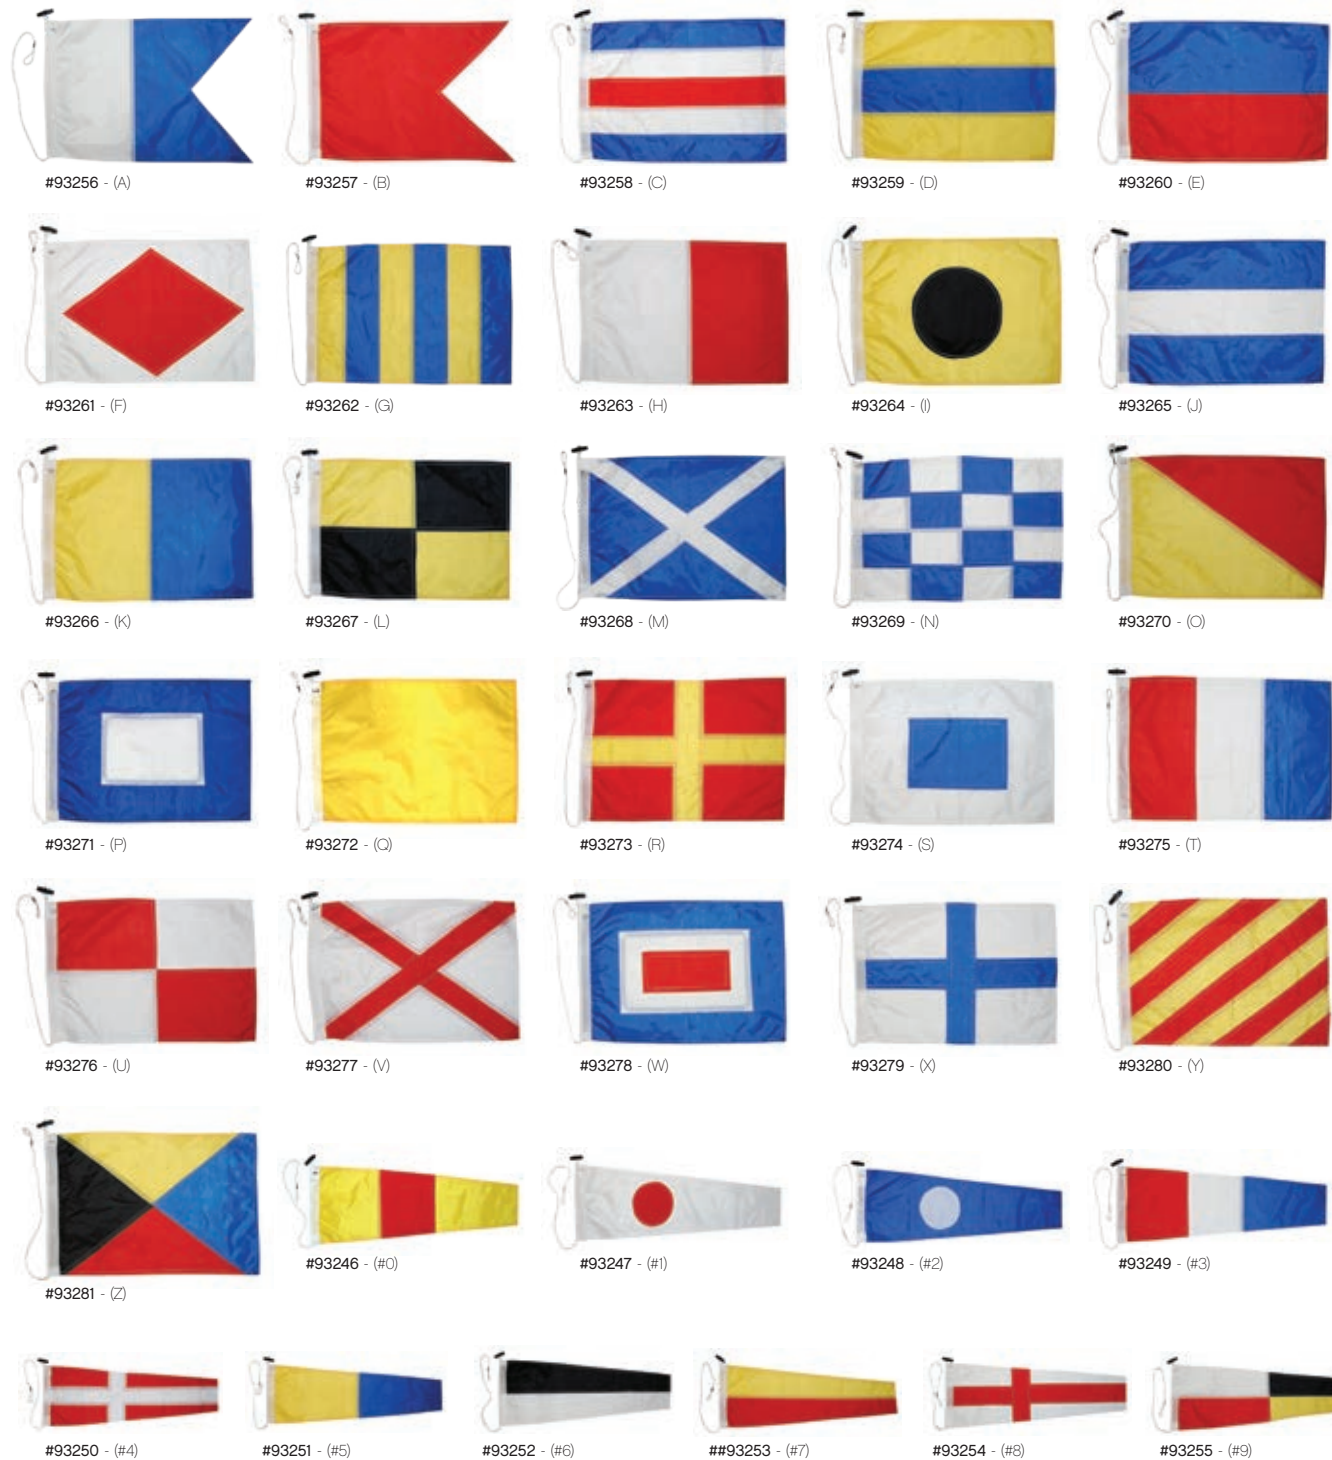 #93256 - (A)
#93257 - (B)
#93258 - (C)
#93259 - (D)
#93260 - (E)
#93261 - (F)
#93262 - (G)
#93263 - (H)
#93264 - (I)
#93265 - (J)
#93266 - (K)
#93267 - (L)
#93268 - (M)
#93269 - (N)
#93270 - (O)
#93271 - (P)
#93272 - (Q)
#93273 - (R)
#93274 - (S)
#93275 - (T)
#93276 - (U)
#93277 - (V)
#93278 - (W)
#93279 - (X)
#93280 - (Y)
#93281 - (Z)
#93246 - (#0)
#93247 - (#1)
#93248 - (#2)
#93249 - (#3)
#93250 - (#4)
#93251 - (#5)
#93252 - (#6)
##93253 - (#7)
#93254 - (#8)
#93255 - (#9)